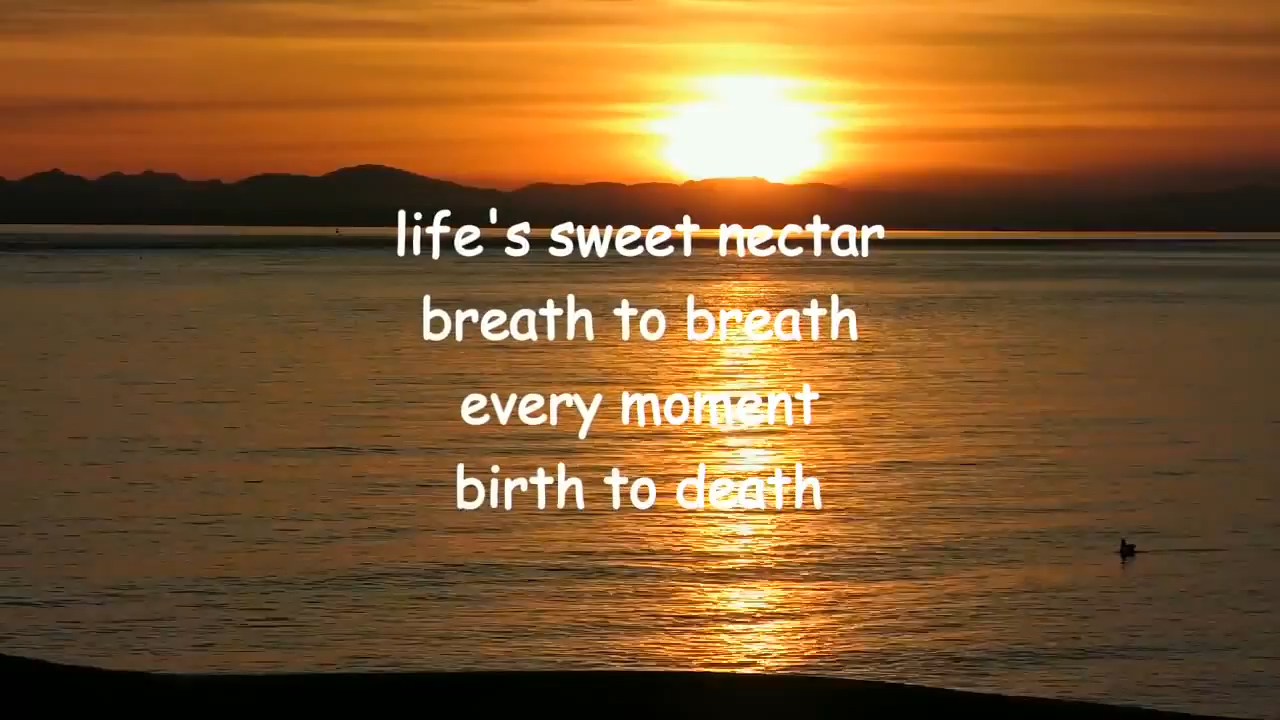 life's sweet nectar
breath to breath
every moment
birth to death